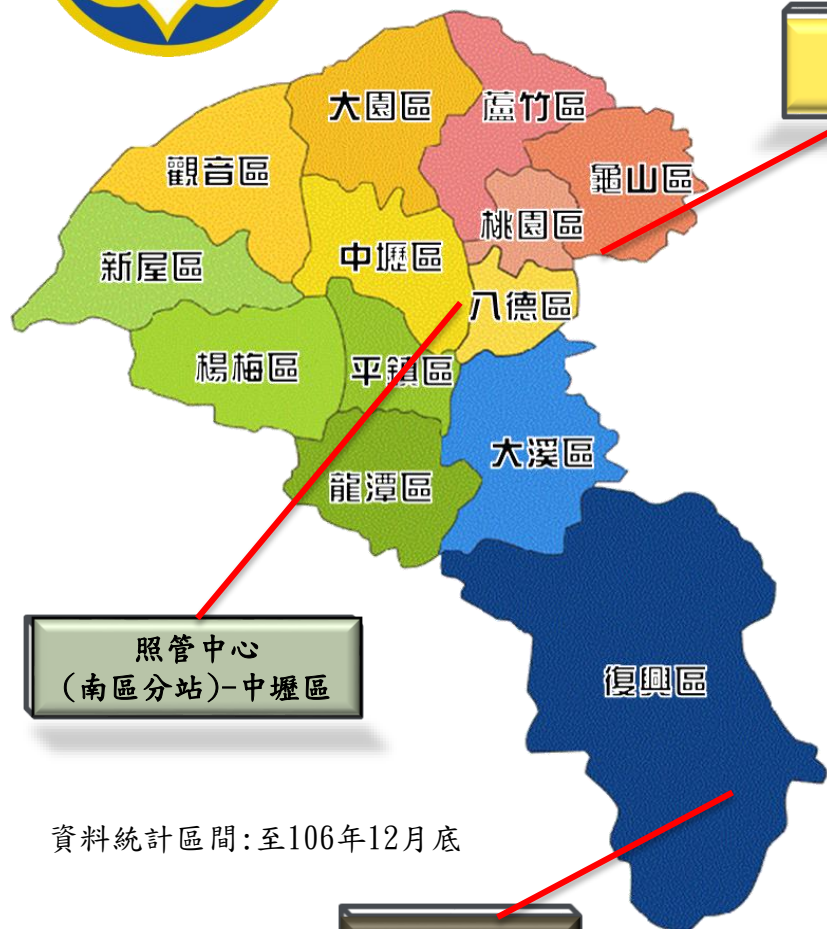 大園區
蘆竹區
觀音區
龜山區
桃園區
新屋區
中壢區
八德區
楊梅區
平鎮區
大溪區
龍潭區
照管中心
(南區分站)-中壢區
復興區
資料統計區間:至106年12月底